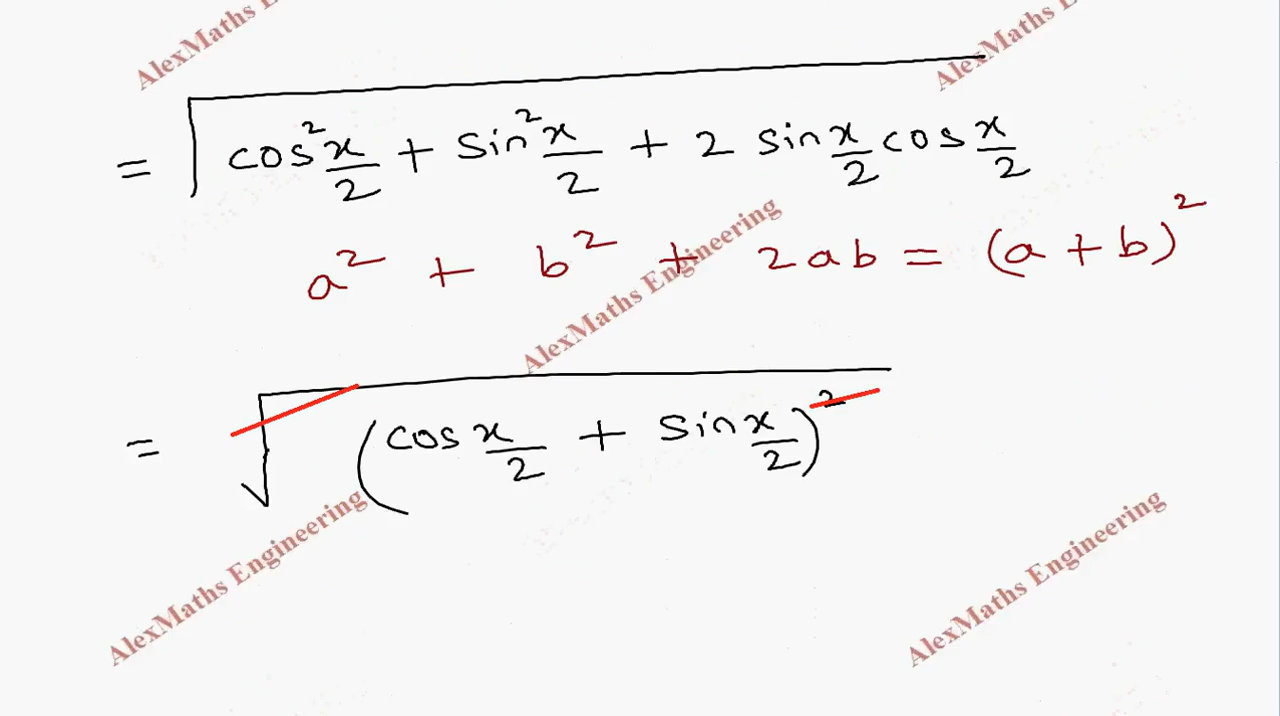 AlexMaths E
AlexMaths E
= √cos²x/2 + sin²x/2 + 2 sin x/2 cos x/2
a² + b² + 2ab = (a + b)²
AlexMaths Engineering
= √(cos x/2 + sin x/2)²
AlexMaths Engineering
AlexMaths Engineering